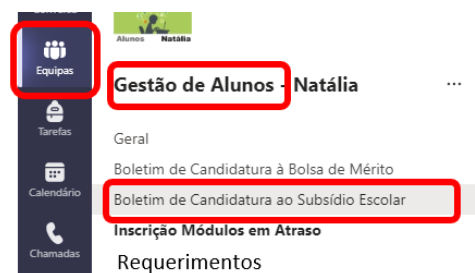 Alunos Natália
Equipas
Gestão de Alunos - Natália
...
Tarefas
Geral
Boletim de Candidatura à Bolsa de Mérito
Calendário
Boletim de Candidatura ao Subsídio Escolar
Inscrição Módulos em Atraso
Chamadas
Requerimentos